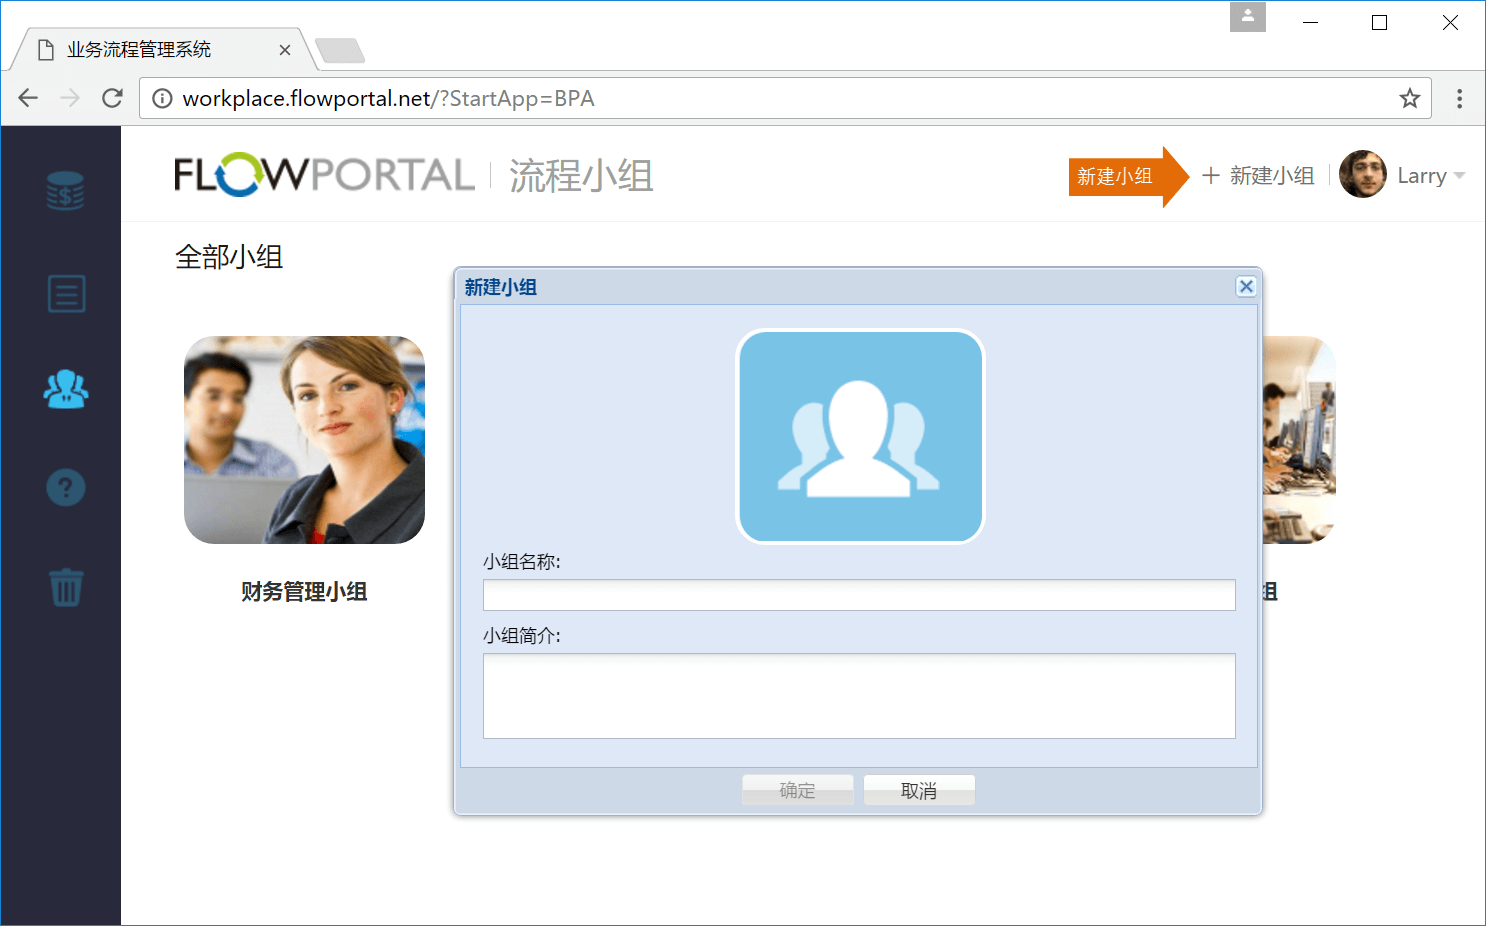 业务流程管理系统
workplace.flowportal.net/?StartApp=BPA
FLOWPORTAL 流程小组
新建小组
新建小组
Larry
全部小组
新建小组
小组名称:
财务管理小组
组
小组简介:
确定
取消